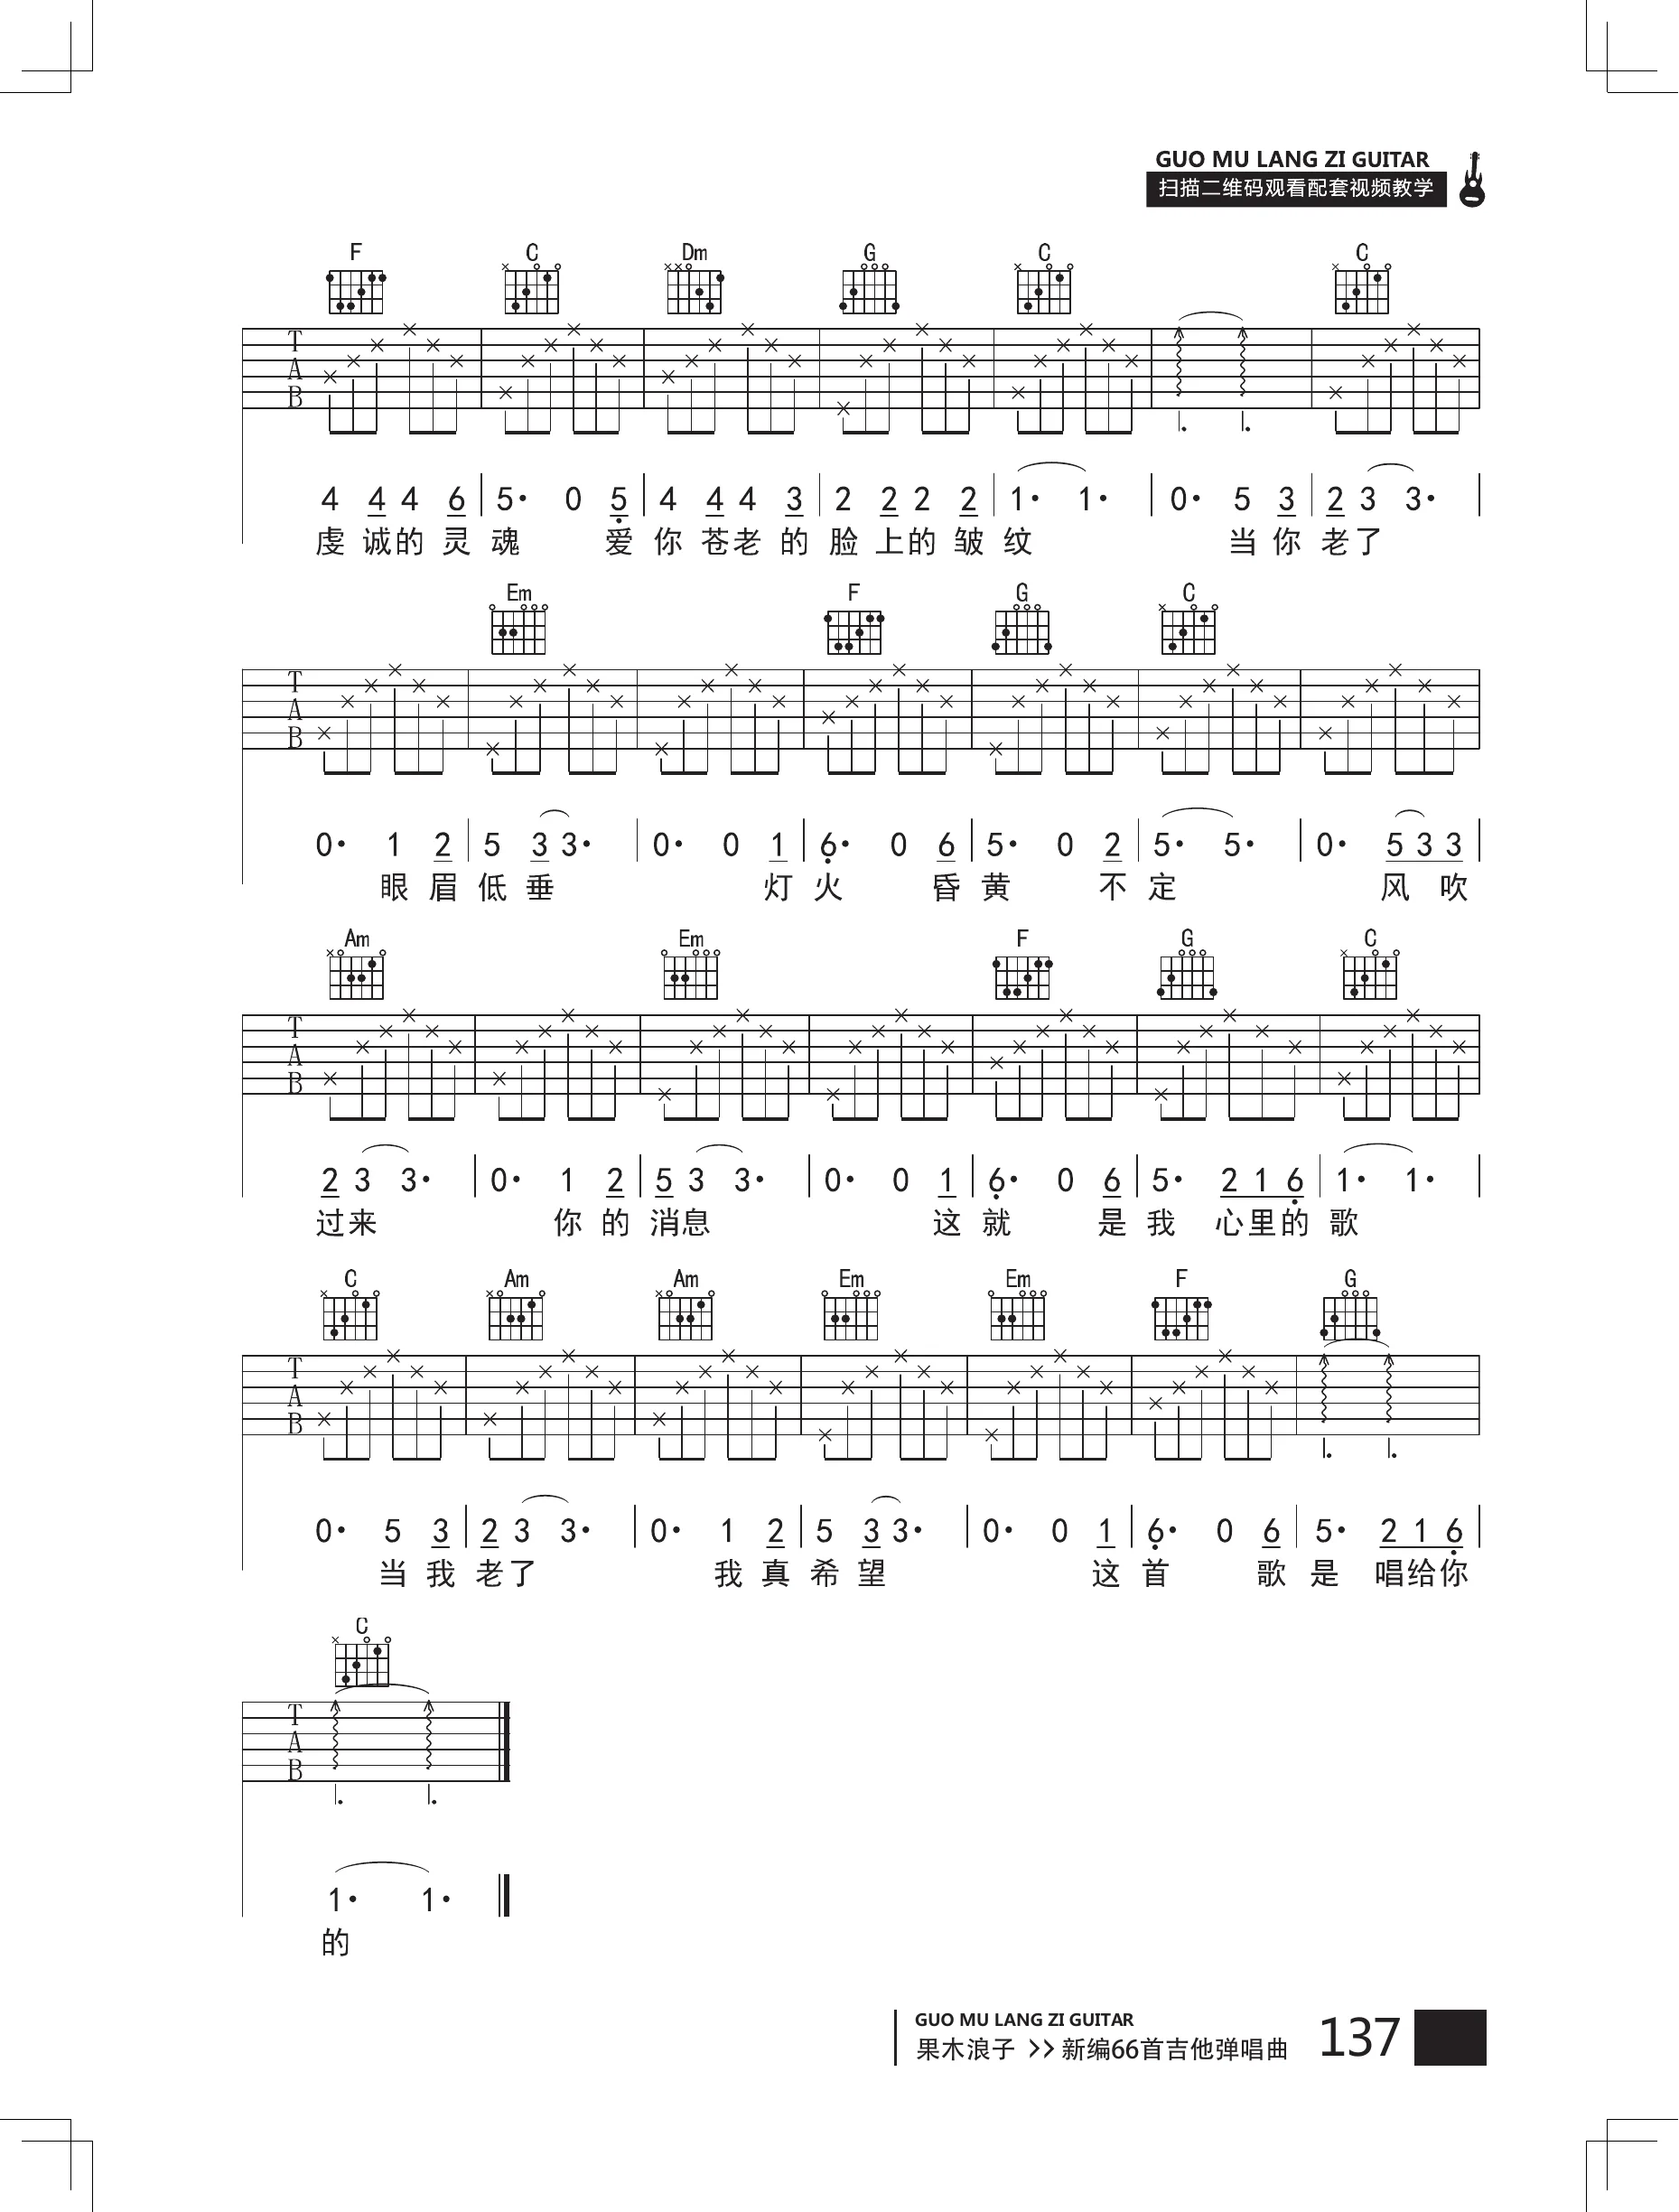 GUO MU LANG ZI GUITAR
扫描二维码观看配套视频教学
F C Dm G C C
T
A
B
4 4 4 6 5· 0 5 4 4 4 3 2 2 2 2 1· 1· 0· 5 3 2 3 3·
虔 诚的 灵 魂 爱 你 苍老 的 脸 上的 皱 纹 当 你 老了
Em F G C
T
A
B
0· 1 2 5 3 3· 0· 0 1 6· 0 6 5· 0 2 5· 5· 0· 5 3 3
眼 眉 低 垂 灯 火 昏 黄 不 定 风 吹
Am Em F G C
T
A
B
2 3 3· 0· 1 2 5 3 3· 0· 0 1 6· 0 6 5· 2 1 6 1· 1·
过来 你 的 消息 这 就 是 我 心里的 歌
C Am Am Em Em F G
T
A
B
0· 5 3 2 3 3· 0· 1 2 5 3 3· 0· 0 1 6· 0 6 5· 2 1 6
当 我 老了 我 真 希 望 这 首 歌 是 唱给你
C
T
A
B
1· 1·
的
GUO MU LANG ZI GUITAR
果木浪子 >> 新编66首吉他弹唱曲 137